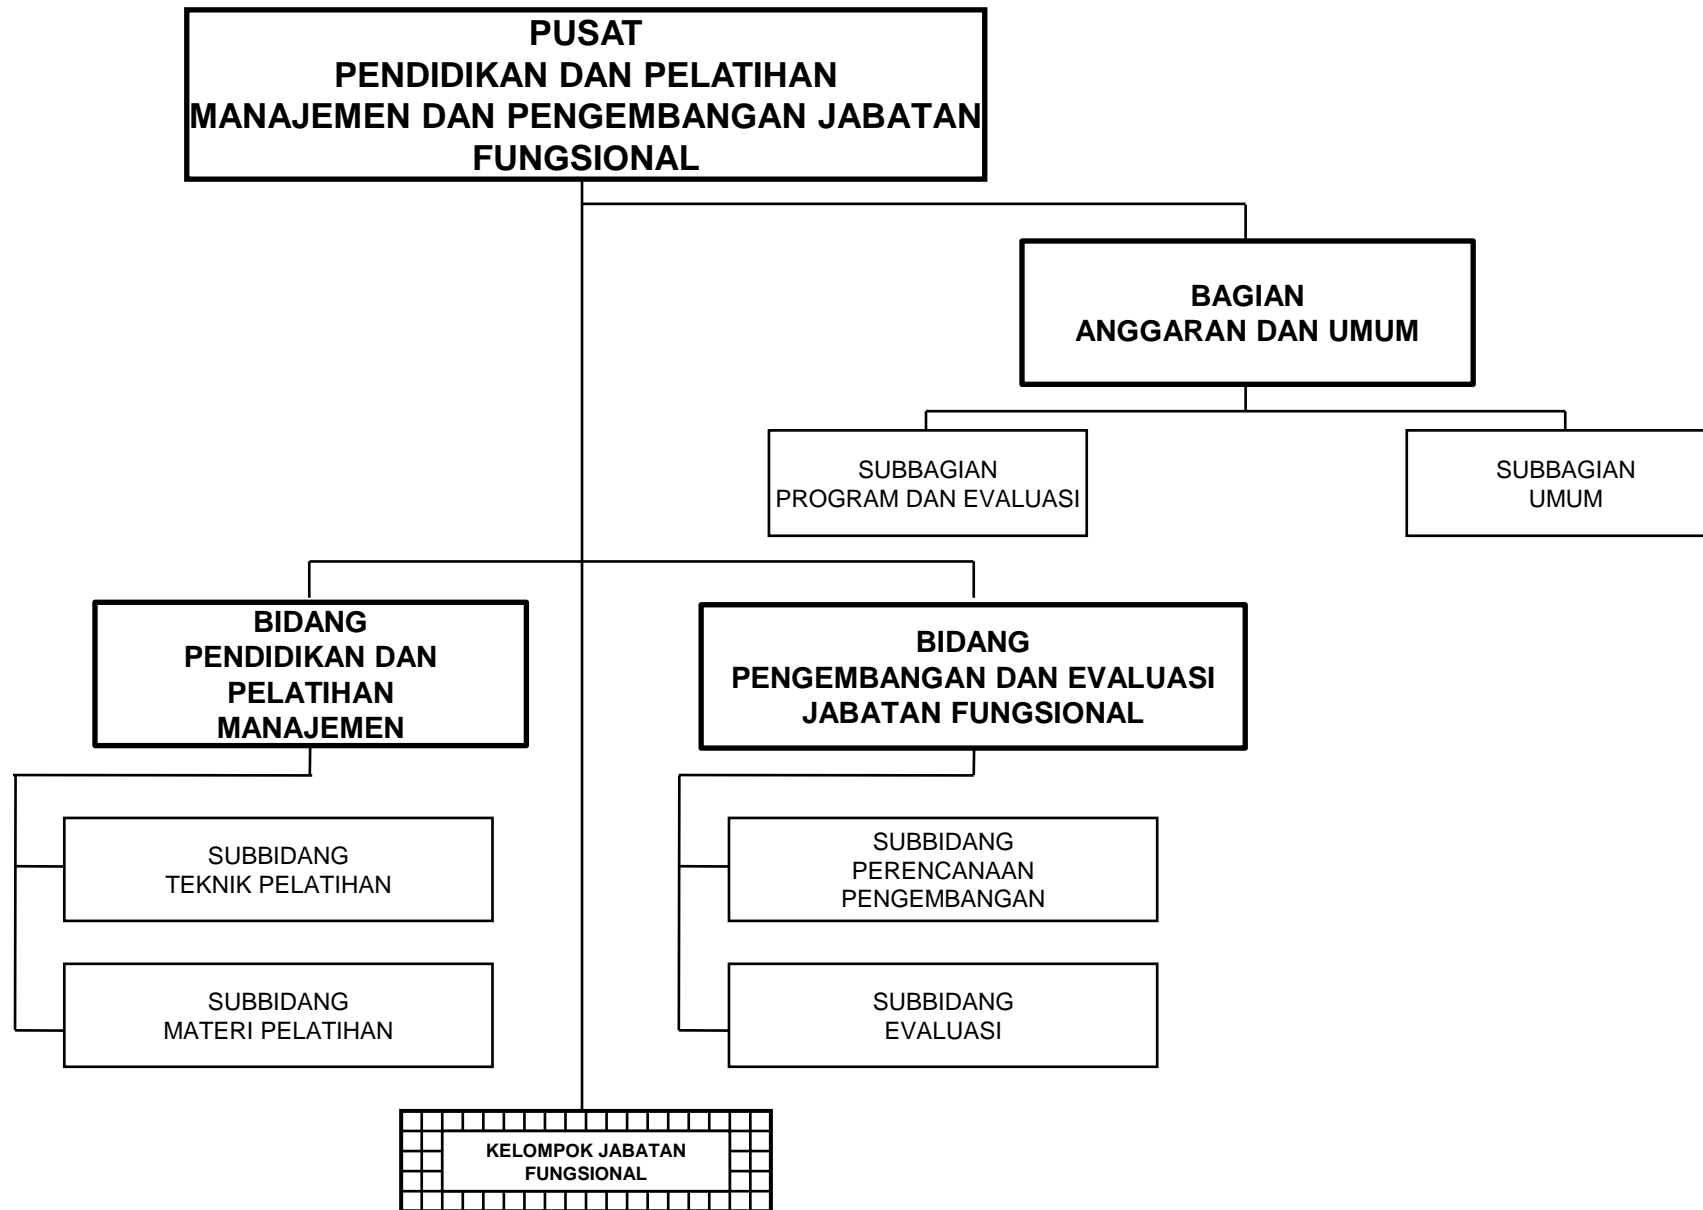 PUSAT
PENDIDIKAN DAN PELATIHAN
MANAJEMEN DAN PENGEMBANGAN JABATAN
FUNGSIONAL
BAGIAN
ANGGARAN DAN UMUM
SUBBAGIAN
PROGRAM DAN EVALUASI
SUBBAGIAN
UMUM
BIDANG
PENDIDIKAN DAN
PELATIHAN
MANAJEMEN
BIDANG
PENGEMBANGAN DAN EVALUASI
JABATAN FUNGSIONAL
SUBBIDANG
TEKNIK PELATIHAN
SUBBIDANG
PERENCANAAN
PENGEMBANGAN
SUBBIDANG
MATERI PELATIHAN
SUBBIDANG
EVALUASI
KELOMPOK JABATAN
FUNGSIONAL